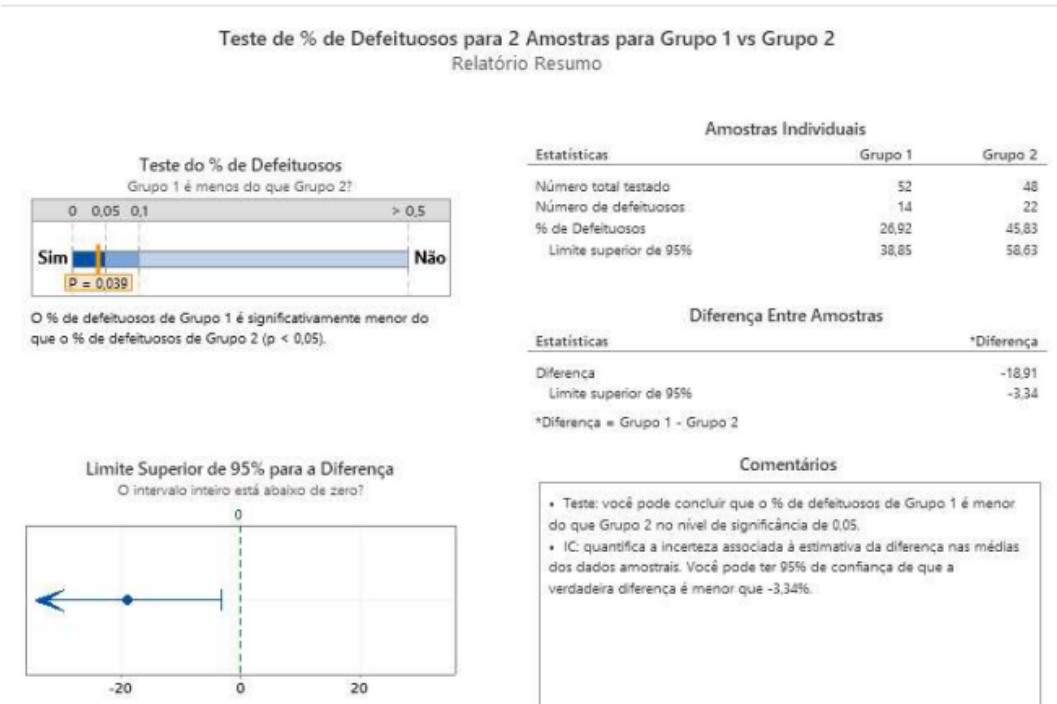 Teste de % de Defeituosos para 2 Amostras para Grupo 1 vs Grupo 2
Relatório Resumo
Teste do % de Defeituosos
Grupo 1 é menos do que Grupo 2?
0 0,05 0,1 > 0,5
Sim Não
P = 0,039
O % de defeituosos de Grupo 1 é significativamente menor do
que o % de defeituosos de Grupo 2 (p < 0,05).
Limite Superior de 95% para a Diferença
O intervalo inteiro está abaixo de zero?
0
-20 0 20
Amostras Individuais
Estatísticas Grupo 1 Grupo 2
Número total testado 52 48
Número de defeituosos 14 22
% de Defeituosos 26,92 45,83
Limite superior de 95% 38,85 58,63
Diferença Entre Amostras
Estatísticas *Diferença
Diferença -18,91
Limite superior de 95% -3,34
*Diferença = Grupo 1 - Grupo 2
Comentários
• Teste: você pode concluir que o % de defeituosos de Grupo 1 é menor
do que Grupo 2 no nível de significância de 0,05.
• IC: quantifica a incerteza associada à estimativa da diferença nas médias
dos dados amostrais. Você pode ter 95% de confiança de que a
verdadeira diferença é menor que -3,34%.